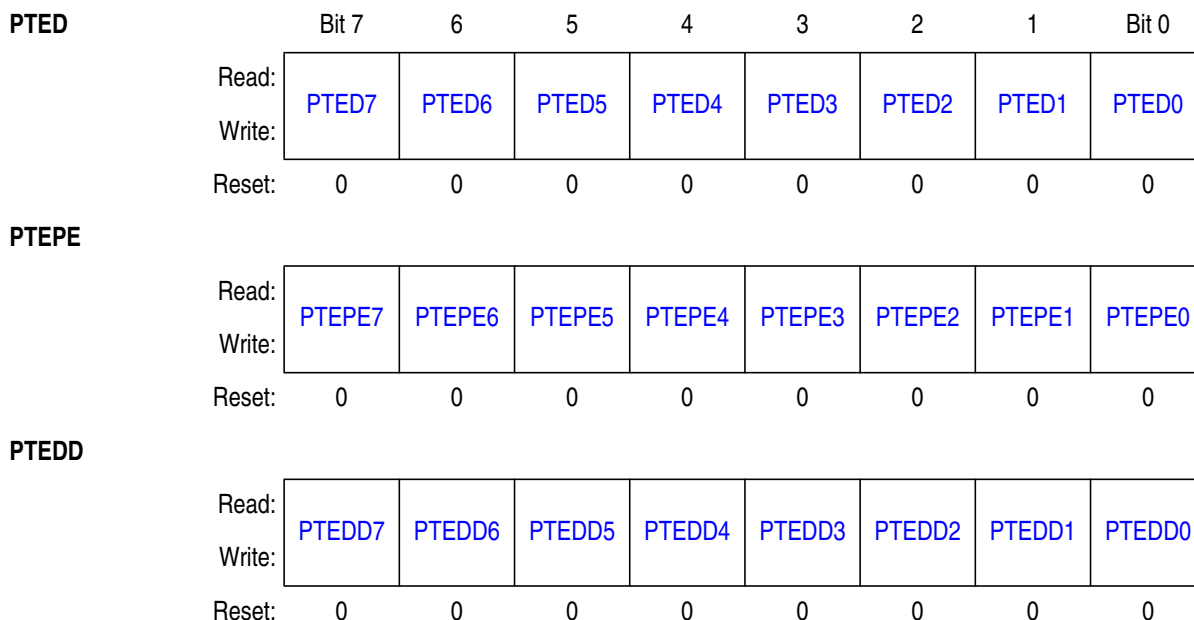 PTED Bit 7 6 5 4 3 2 1 Bit 0
Read:
PTED7 PTED6 PTED5 PTED4 PTED3 PTED2 PTED1 PTED0
Write:
Reset: 0 0 0 0 0 0 0 0
PTEPE
Read:
PTEPE7 PTEPE6 PTEPE5 PTEPE4 PTEPE3 PTEPE2 PTEPE1 PTEPE0
Write:
Reset: 0 0 0 0 0 0 0 0
PTEDD
Read:
PTEDD7 PTEDD6 PTEDD5 PTEDD4 PTEDD3 PTEDD2 PTEDD1 PTEDD0
Write:
Reset: 0 0 0 0 0 0 0 0